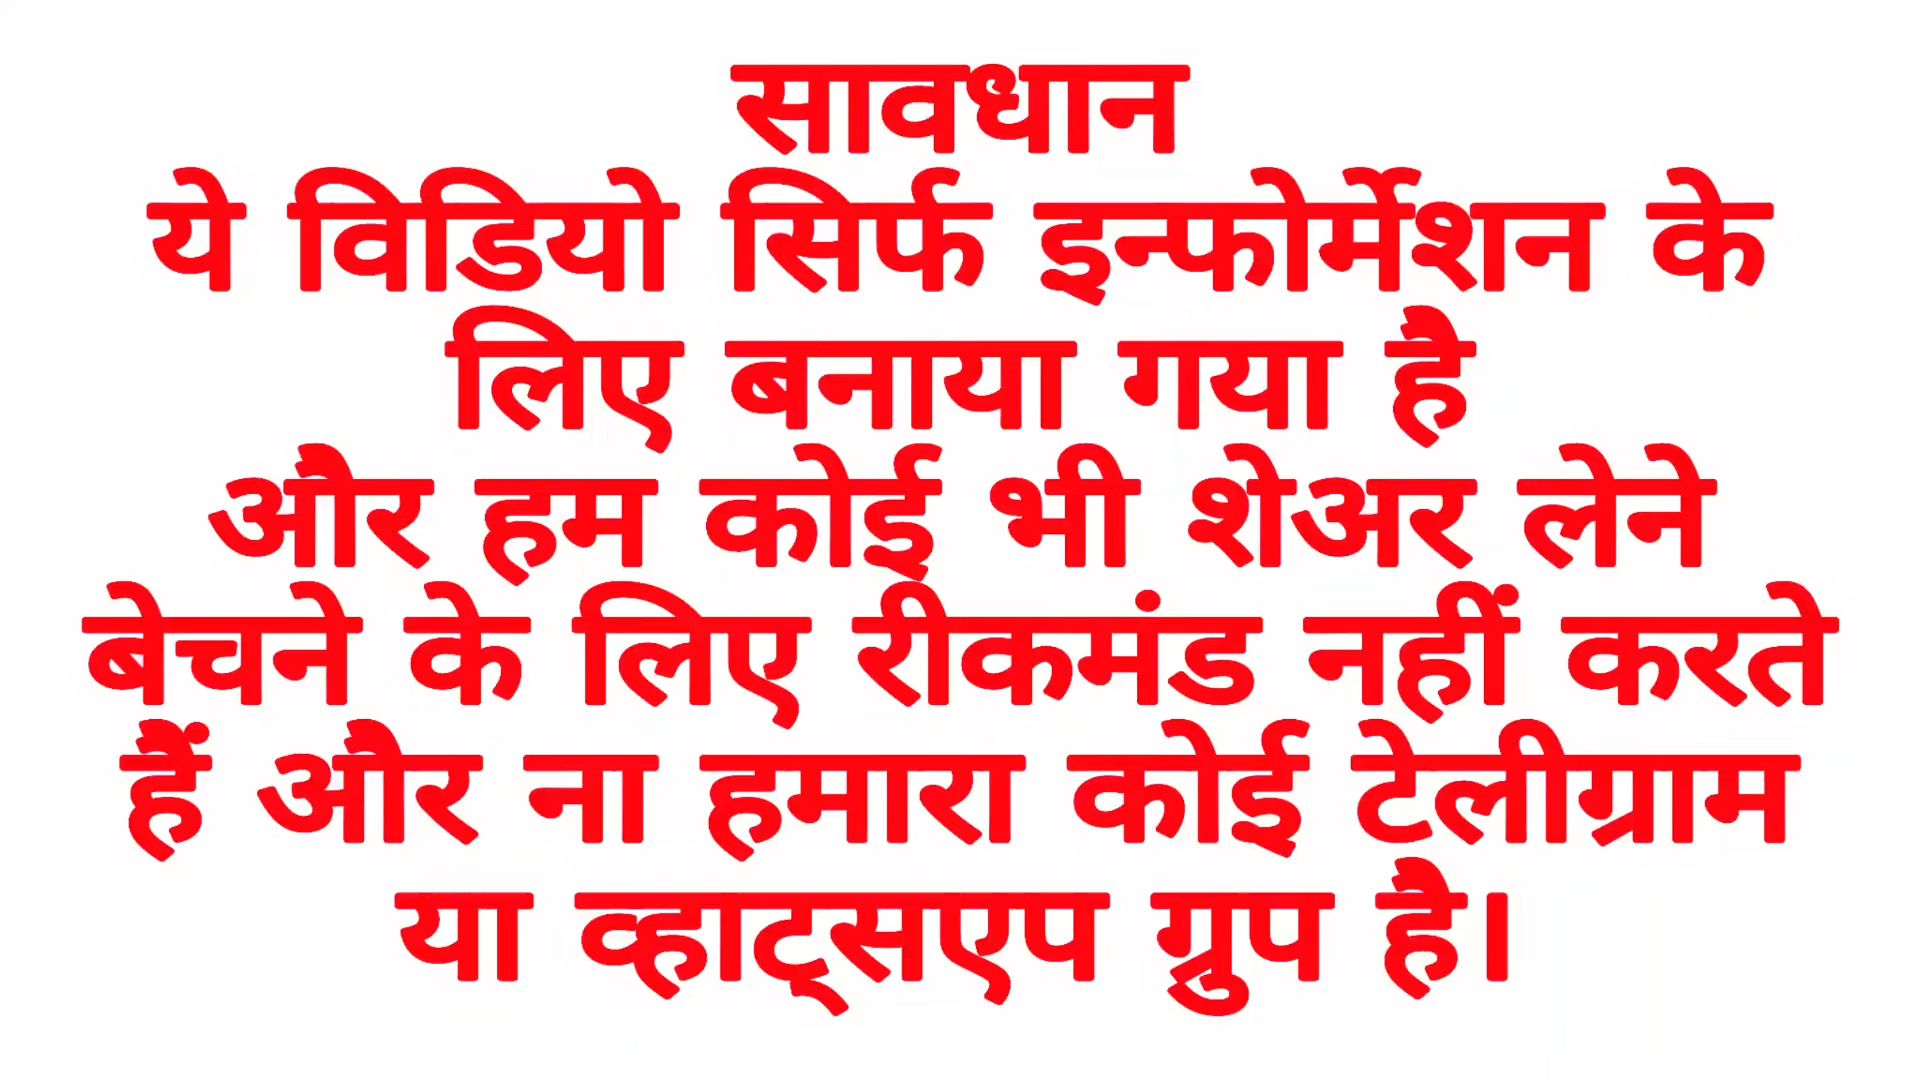 सावधान
ये विडियो सिर्फ इन्फोर्मेशन के
लिए बनाया गया है
और हम कोई भी शेअर लेने
बेचने के लिए रीकमंड नहीं करते
हैं और ना हमारा कोई टेलीग्राम
या व्हाट्सएप ग्रुप है।